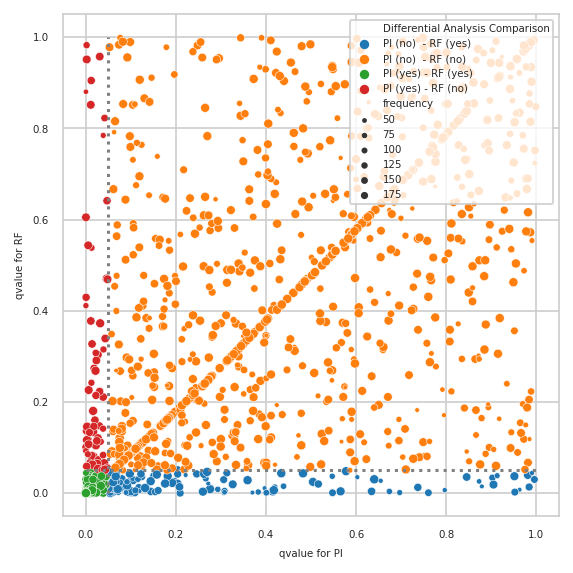 Differential Analysis Comparison
PI (no)  - RF (yes)
PI (no)  - RF (no)
PI (yes) - RF (yes)
PI (yes) - RF (no)
frequency
50
75
100
125
150
175
1.0
0.8
0.6
0.4
0.2
0.0
qvalue for RF
0.0 0.2 0.4 0.6 0.8 1.0
qvalue for PI